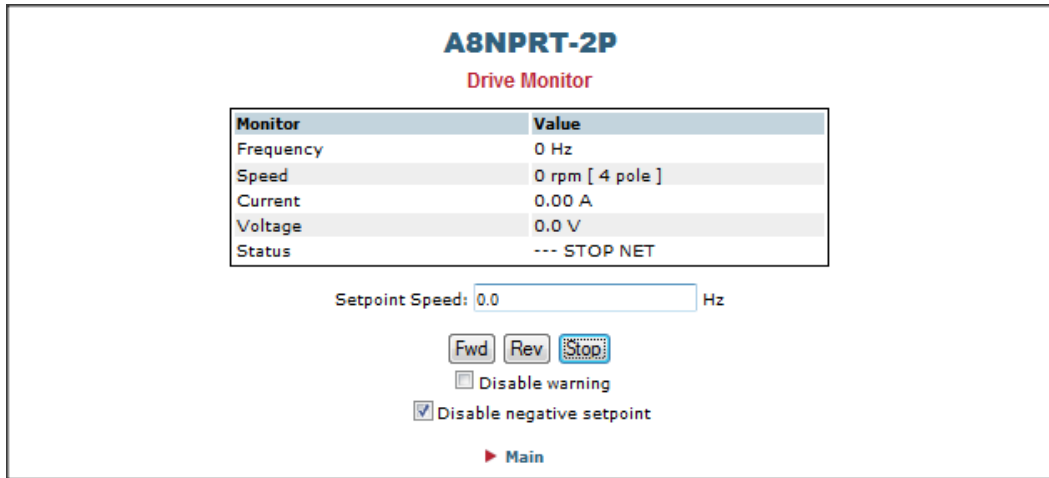 A8NPRT-2P
Drive Monitor
Monitor Value
Frequency 0 Hz
Speed 0 rpm [ 4 pole ]
Current 0.00 A
Voltage 0.0 V
Status --- STOP NET
Setpoint Speed: 0.0 Hz
Fwd Rev Stop
Disable warning
Disable negative setpoint
Main